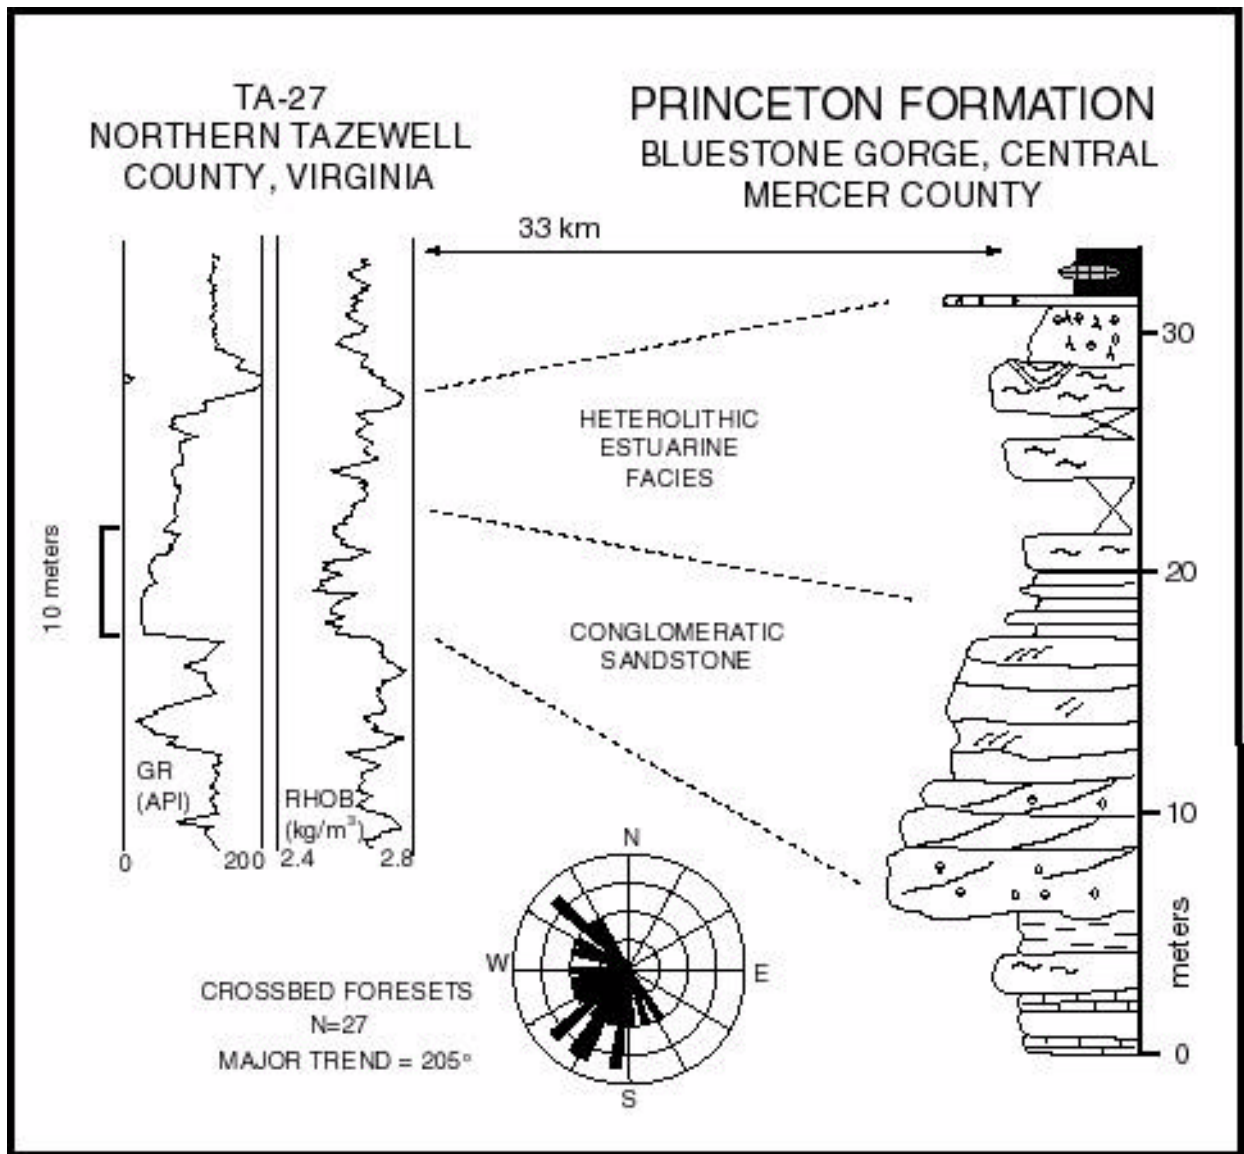 TA-27
NORTHERN TAZEWELL
COUNTY, VIRGINIA
PRINCETON FORMATION
BLUESTONE GORGE, CENTRAL
MERCER COUNTY
33 km
30
HETEROLITHIC
ESTUARINE
FACIES
10 meters
20
CONGLOMERATIC
SANDSTONE
GR
(API)
RHOB
(kg/m³)
0
200
2.4
2.8
10
N
W
E
S
meters
CROSSBED FORESETS
N=27
MAJOR TREND = 205°
0